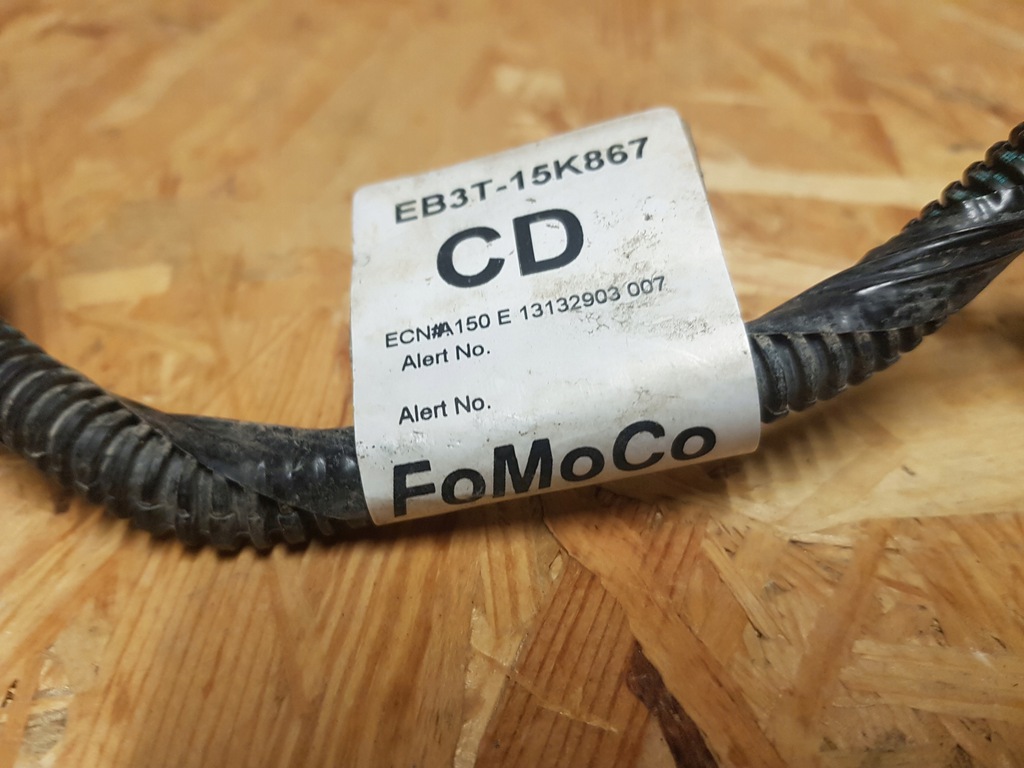 EB3T-15K867
CD
ECN#A150 E 13132903 007
Alert No.
Alert No.
FoMoCo